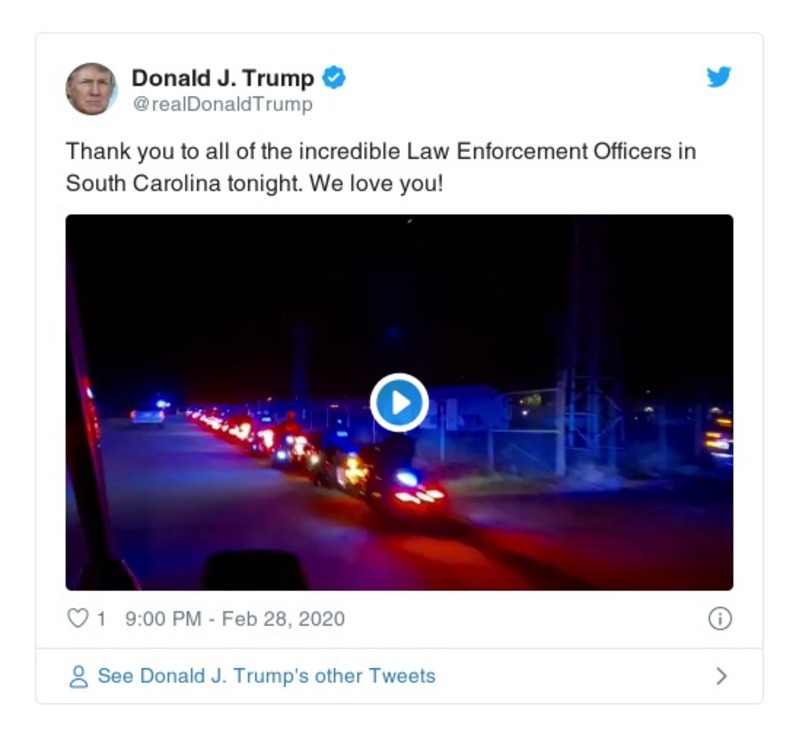 Donald J. Trump
@realDonaldTrump
Thank you to all of the incredible Law Enforcement Officers in
South Carolina tonight. We love you!
1 9:00 PM - Feb 28, 2020
See Donald J. Trump's other Tweets